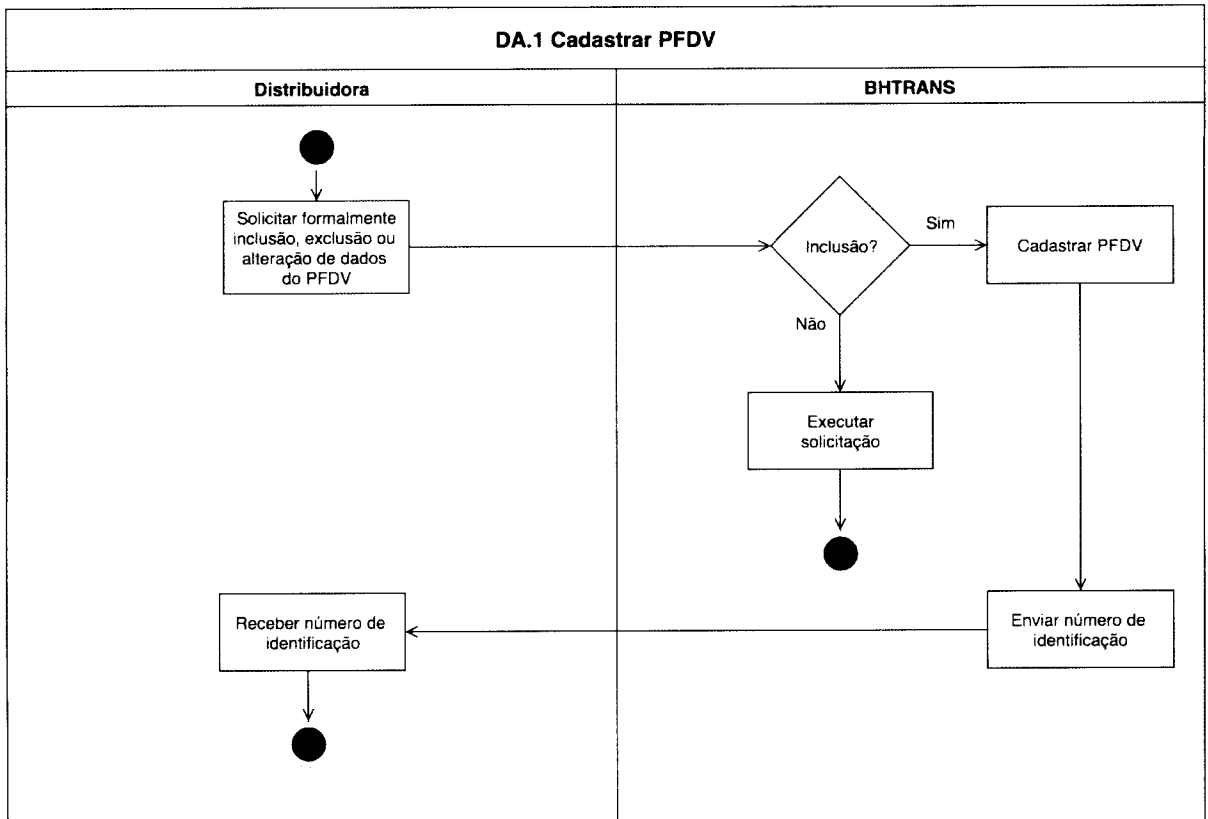 DA.1 Cadastrar PFDV
Distribuidora
BHTRANS
Solicitar formalmente
inclusão, exclusão ou
alteração de dados
do PFDV
Inclusão?
Sim
Cadastrar PFDV
Não
Executar
solicitação
Receber número de
identificação
Enviar número de
identificação